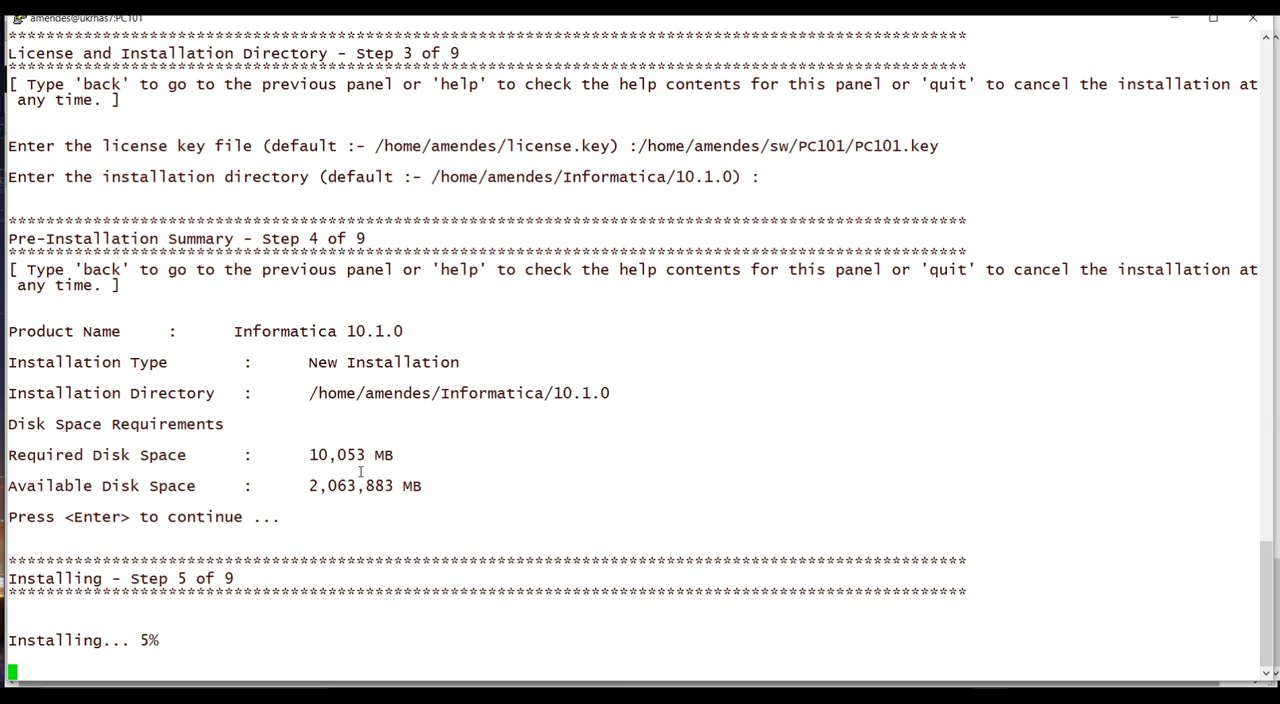 amendes@ukrnas7:PC101
******************************************************************************************************
License and Installation Directory - Step 3 of 9
******************************************************************************************************
[ Type 'back' to go to the previous panel or 'help' to check the help contents for this panel or 'quit' to cancel the installation at
any time. ]
Enter the license key file (default :- /home/amendes/license.key) :/home/amendes/sw/PC101/PC101.key
Enter the installation directory (default :- /home/amendes/Informatica/10.1.0) :
******************************************************************************************************
Pre-Installation Summary - Step 4 of 9
******************************************************************************************************
[ Type 'back' to go to the previous panel or 'help' to check the help contents for this panel or 'quit' to cancel the installation at
any time. ]
Product Name : Informatica 10.1.0
Installation Type : New Installation
Installation Directory : /home/amendes/Informatica/10.1.0
Disk Space Requirements
Required Disk Space : 10,053 MB
Available Disk Space : 2,063,883 MB
Press <Enter> to continue ...
******************************************************************************************************
Installing - Step 5 of 9
******************************************************************************************************
Installing... 5%